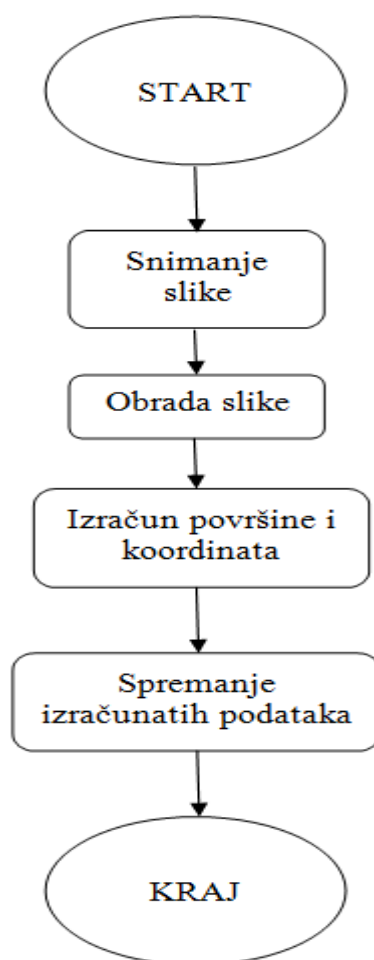 START
Snimanje
slike
Obrada slike
Izračun površine i
koordinata
Spremanje
izračunatih podataka
KRAJ